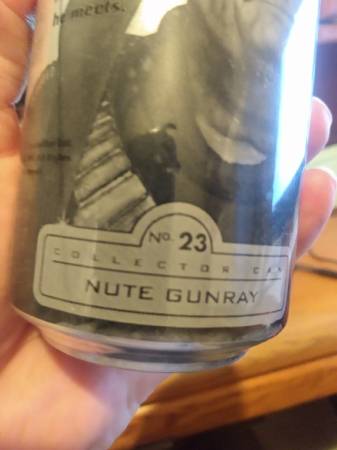 he meets.
No. 23
COLLECTOR CAN
NUTE GUNRAY